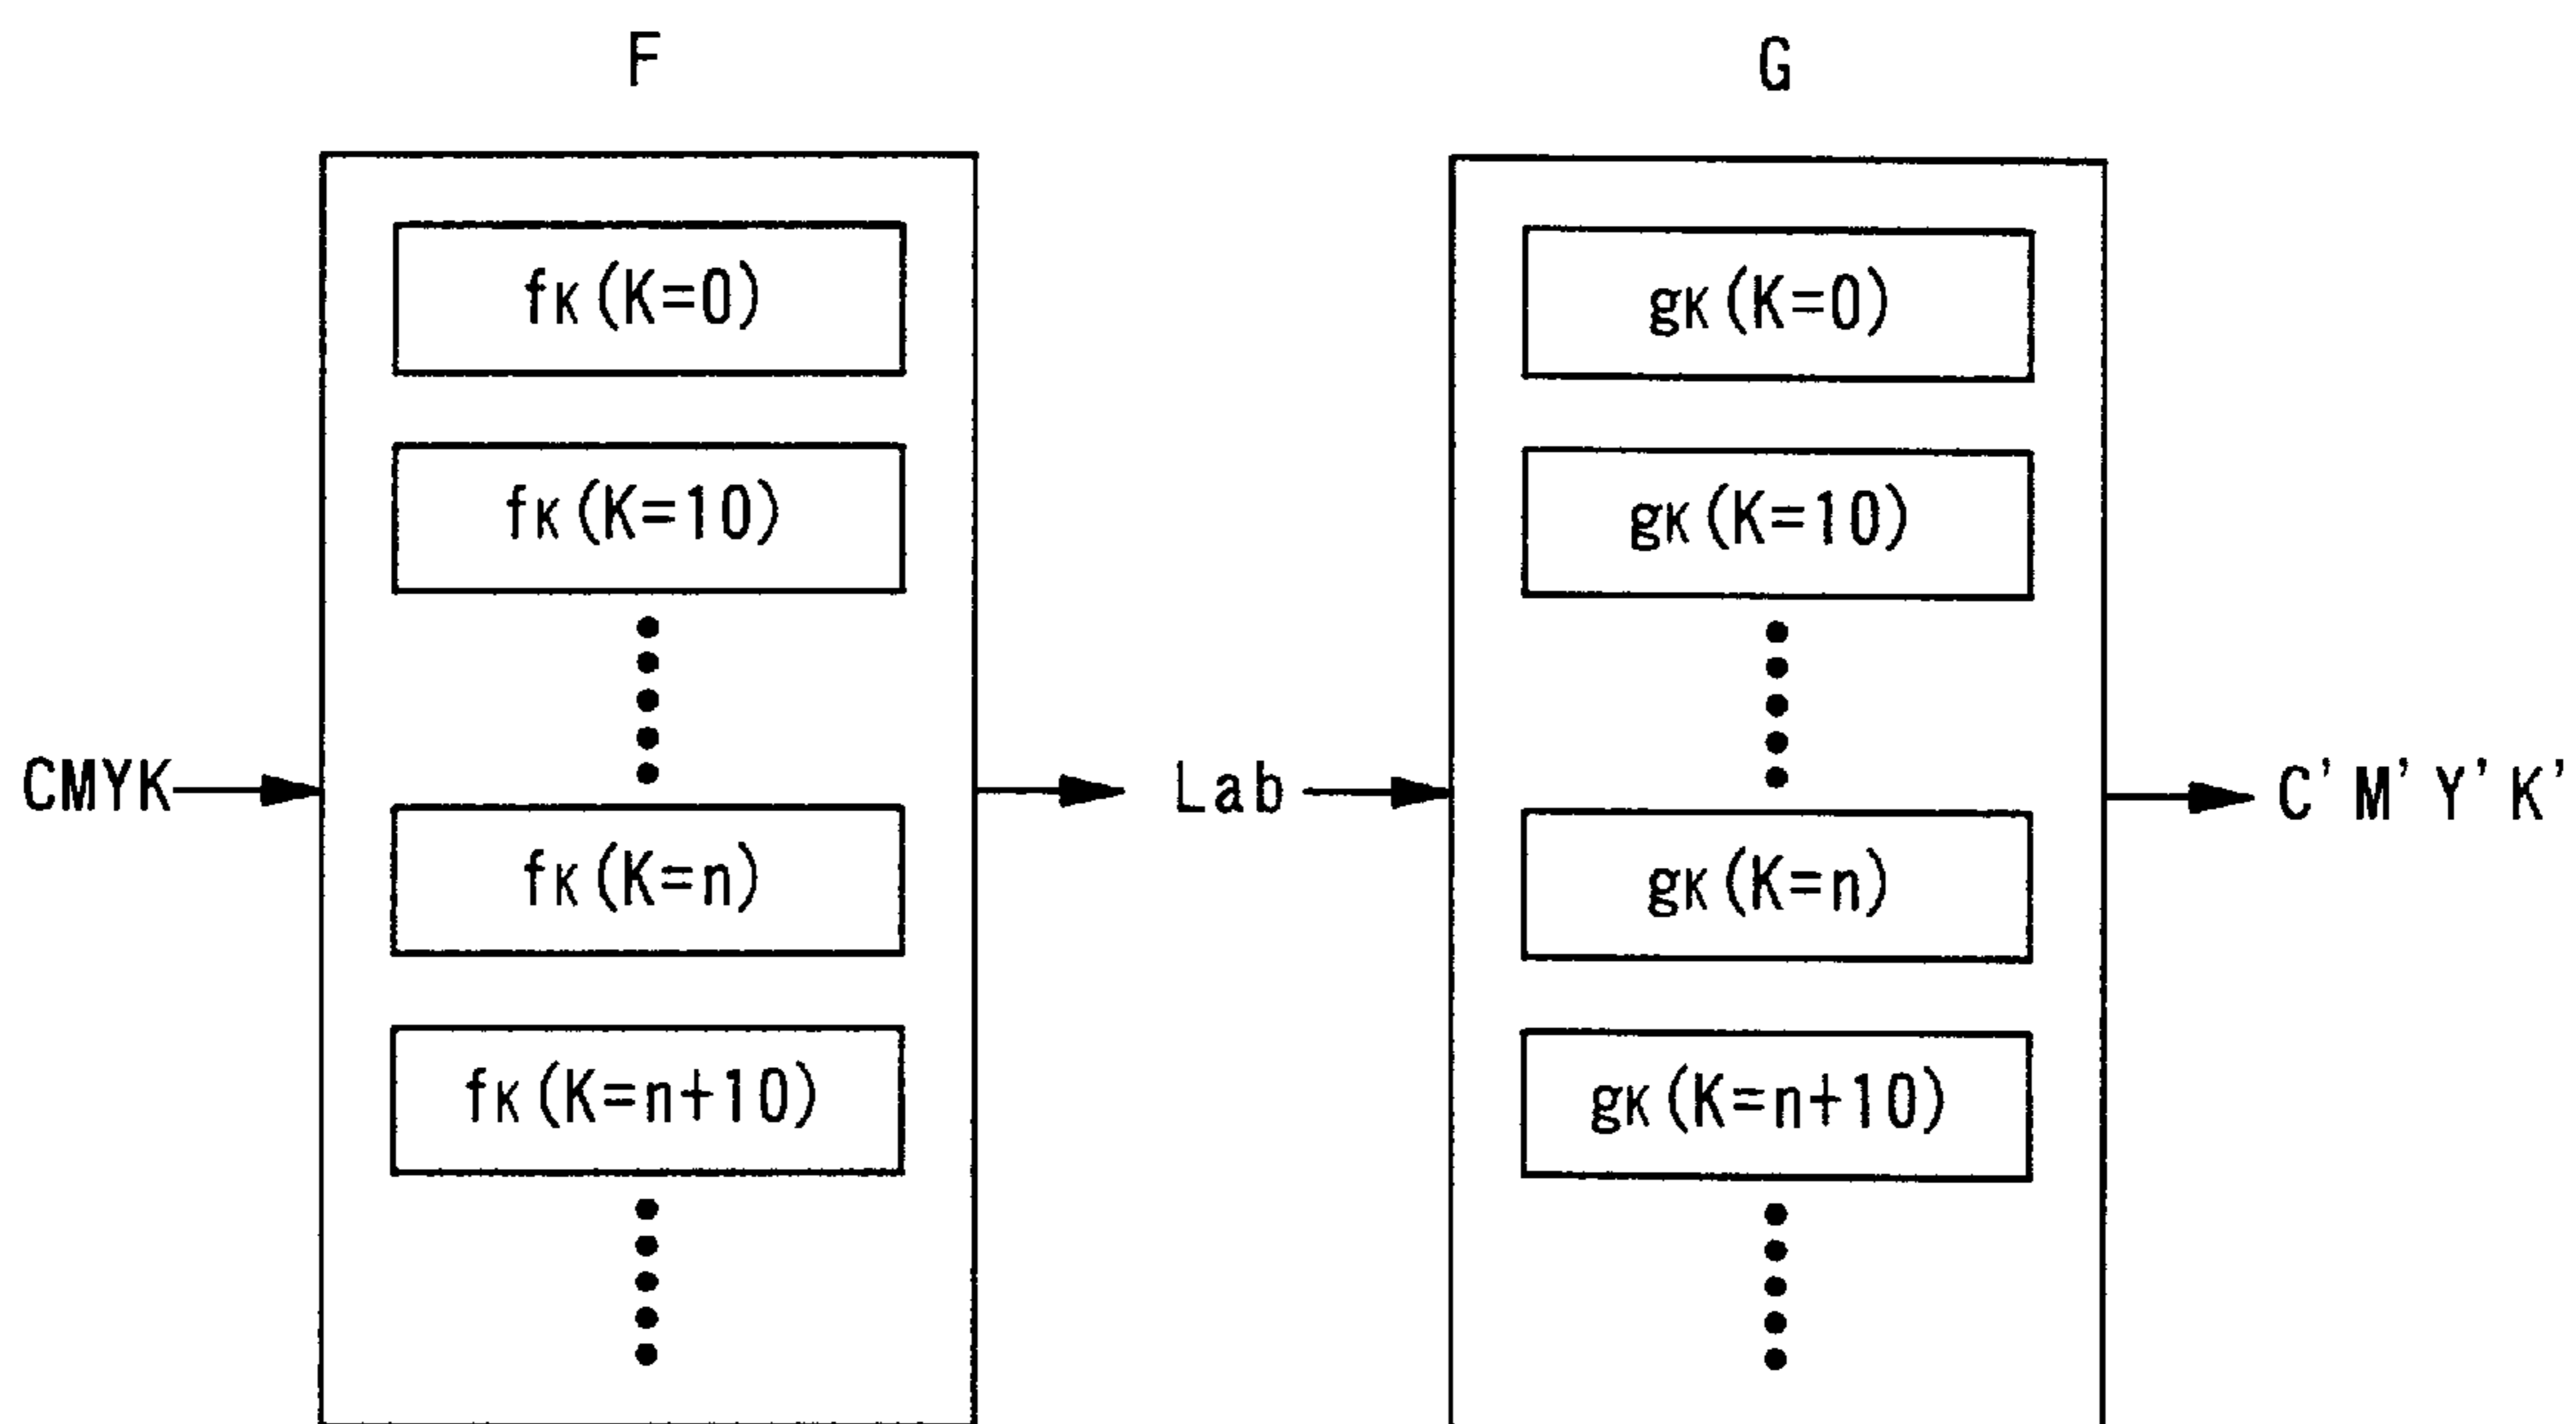 F
fK(K=0)
fK(K=10)
fK(K=n)
fK(K=n+10)
G
gK(K=0)
gK(K=10)
gK(K=n)
gK(K=n+10)
CMYK
Lab
C'M'Y'K'